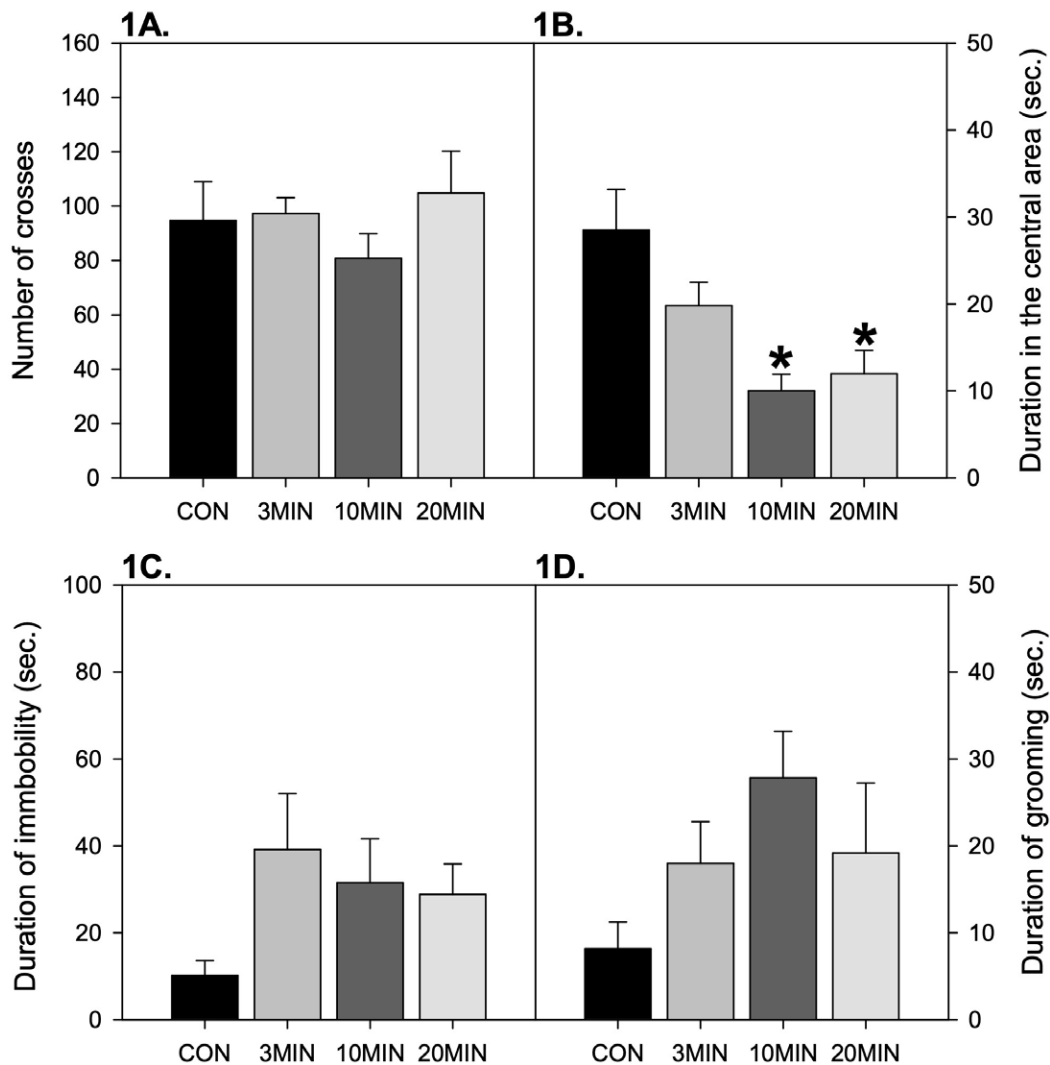 1A.
1B.
Number of crosses
160
140
120
100
80
60
40
20
0
CON 3MIN 10MIN 20MIN
* *
CON 3MIN 10MIN 20MIN
50
40
30
20
10
0
Duration in the central area (sec.)
1C.
1D.
Duration of immbobility (sec.)
100
80
60
40
20
0
CON 3MIN 10MIN 20MIN
CON 3MIN 10MIN 20MIN
50
40
30
20
10
0
Duration of grooming (sec.)